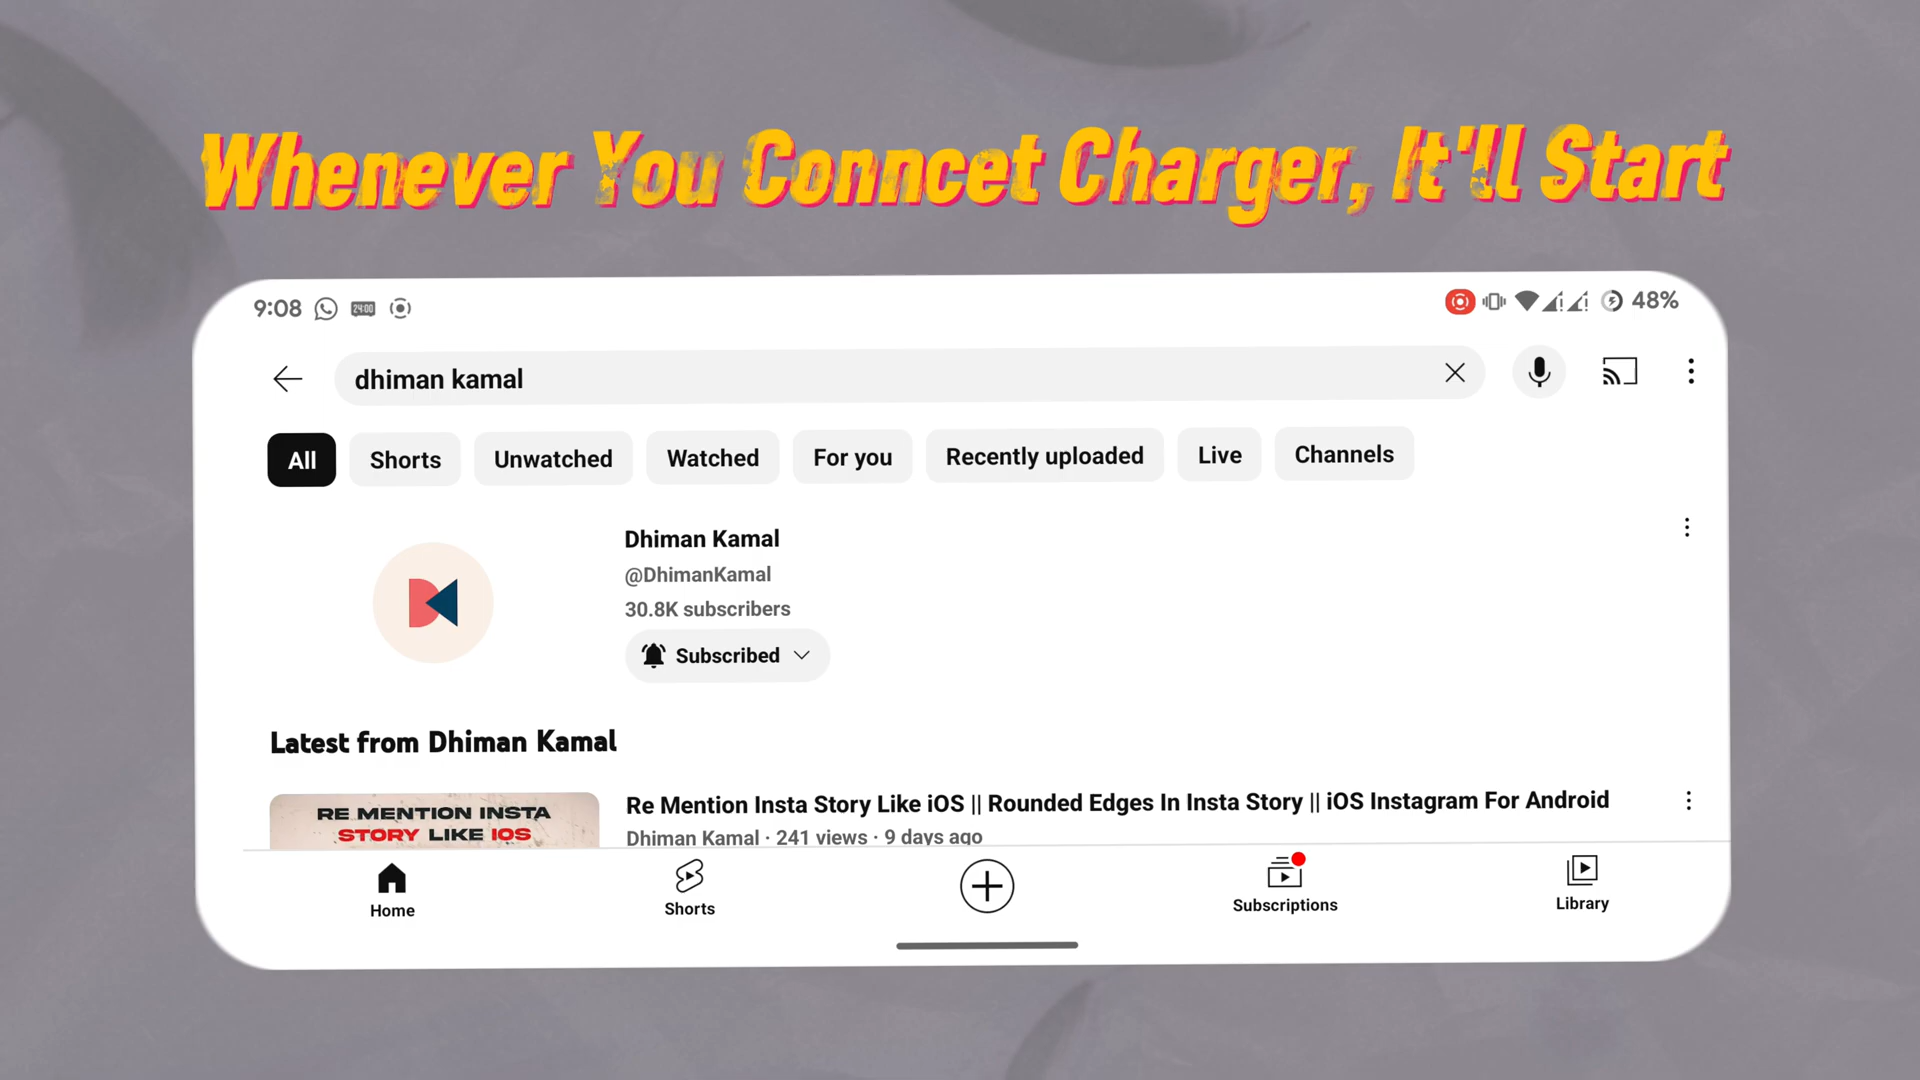 Whenever You Conncet Charger, It'll Start
9:08 24:00 48%
dhiman kamal
All Shorts Unwatched Watched For you Recently uploaded Live Channels
Dhiman Kamal
@DhimanKamal
30.8K subscribers
Subscribed
Latest from Dhiman Kamal
RE MENTION INSTA
STORY LIKE IOS
Re Mention Insta Story Like iOS || Rounded Edges In Insta Story || iOS Instagram For Android
Dhiman Kamal · 241 views · 9 days ago
Home Shorts Subscriptions Library